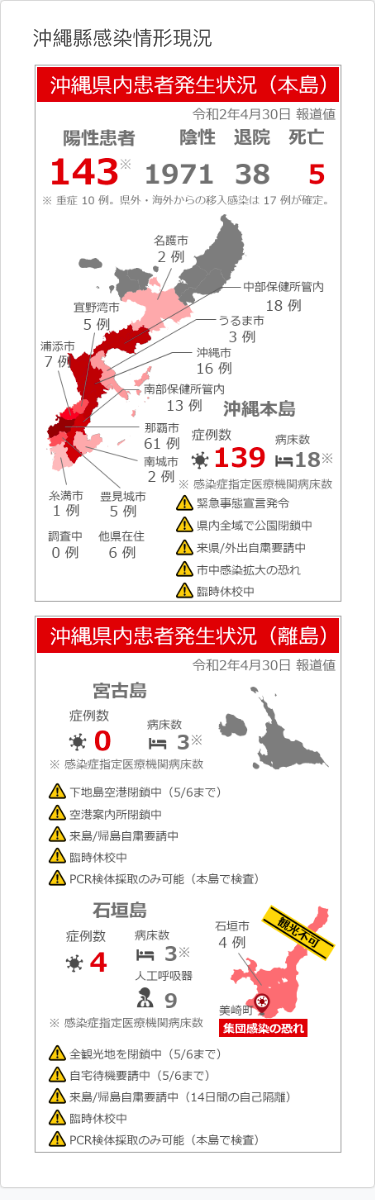 沖繩縣感染情形現況
沖縄県内患者発生状況（本島）
令和2年4月30日 報道値
陽性患者 陰性 退院 死亡
143※ 1971 38 5
※ 重症 10 例。県外・海外からの移入感染は 17 例が確定。
名護市
2 例
中部保健所管内
18 例
宜野湾市
5 例
うるま市
3 例
浦添市
7 例
沖縄市
16 例
南部保健所管内
13 例
那覇市
61 例
南城市
2 例
糸満市
1 例
豊見城市
5 例
調査中
0 例
他県在住
6 例
沖縄本島
症例数 病床数
139 18※
※ 感染症指定医療機関病床数
緊急事態宣言発令
県内全域で公園閉鎖中
来県/外出自粛要請中
市中感染拡大の恐れ
臨時休校中
沖縄県内患者発生状況（離島）
令和2年4月30日 報道値
宮古島
症例数 病床数
0 3※
※ 感染症指定医療機関病床数
下地島空港閉鎖中（5/6まで）
空港案内所閉鎖中
来島/帰島自粛要請中
臨時休校中
PCR検体採取のみ可能（本島で検査）
石垣島
症例数 病床数
4 3※
人工呼吸器
9
※ 感染症指定医療機関病床数
観光不可
石垣市
4 例
美崎町
集団感染の恐れ
全観光地を閉鎖中（5/6まで）
自宅待機要請中（5/6まで）
来島/帰島自粛要請中（14日間の自己隔離）
臨時休校中
PCR検体採取のみ可能（本島で検査）